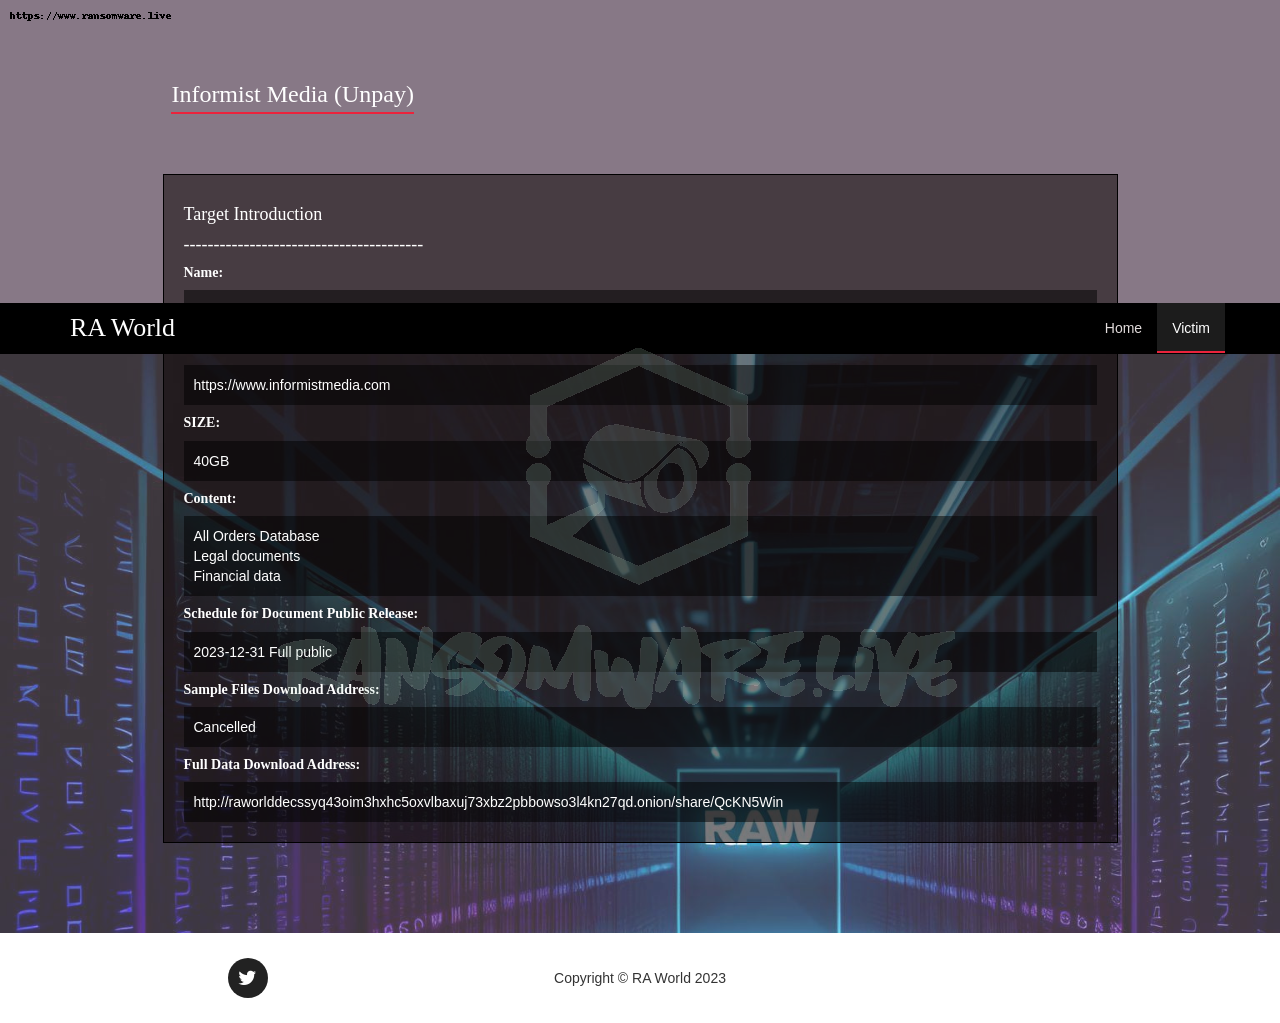 https://www.ransomware.live
Informist Media (Unpay)
Target Introduction
----------------------------------------
Name:
RA World
Home
Victim
https://www.informistmedia.com
SIZE:
40GB
Content:
All Orders Database
Legal documents
Financial data
Schedule for Document Public Release:
2023-12-31 Full public
RANSOMWARE.LIVE
Sample Files Download Address:
Cancelled
Full Data Download Address:
http://raworlddecssyq43oim3hxhc5oxvlbaxuj73xbz2pbbowso3l4kn27qd.onion/share/QcKN5Win
RAW
Copyright © RA World 2023